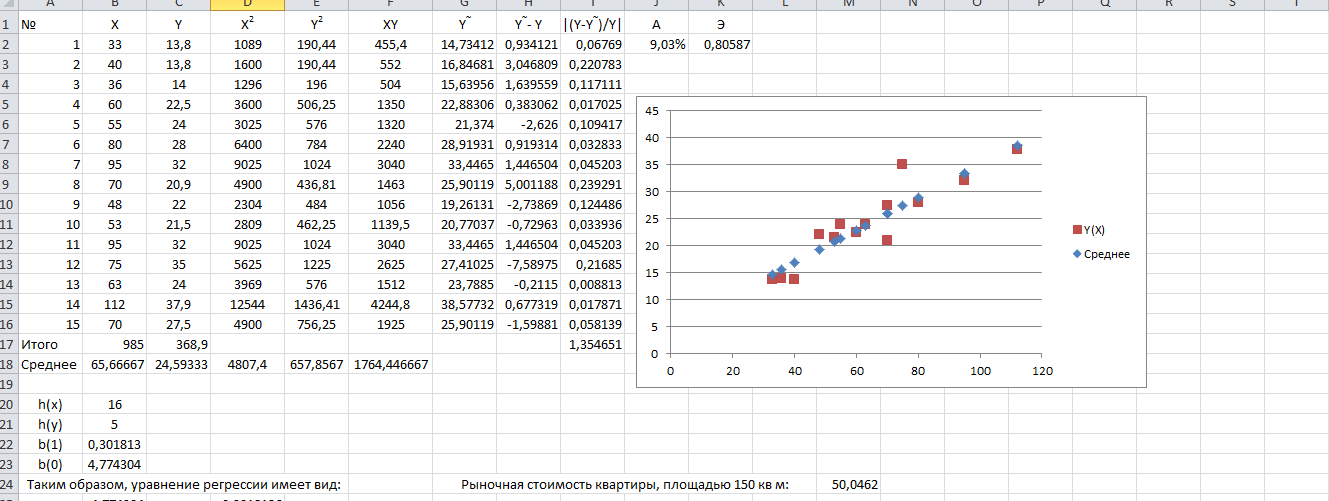 A B C D E F G H I J K L M N O P Q R S T
1 № X Y X² Y² XY Y˜ Y˜- Y |(Y-Y˜)/Y| А Э
2 1 33 13,8 1089 190,44 455,4 14,73412 0,934121 0,06769 9,03% 0,80587
3 2 40 13,8 1600 190,44 552 16,84681 3,046809 0,220783
4 3 36 14 1296 196 504 15,63956 1,639559 0,117111
5 4 60 22,5 3600 506,25 1350 22,88306 0,383062 0,017025
6 5 55 24 3025 576 1320 21,374 -2,626 0,109417
7 6 80 28 6400 784 2240 28,91931 0,919314 0,032833
8 7 95 32 9025 1024 3040 33,4465 1,446504 0,045203
9 8 70 20,9 4900 436,81 1463 25,90119 5,001188 0,239291
10 9 48 22 2304 484 1056 19,26131 -2,73869 0,124486
11 10 53 21,5 2809 462,25 1139,5 20,77037 -0,72963 0,033936
12 11 95 32 9025 1024 3040 33,4465 1,446504 0,045203
13 12 75 35 5625 1225 2625 27,41025 -7,58975 0,21685
14 13 63 24 3969 576 1512 23,7885 -0,2115 0,008813
15 14 112 37,9 12544 1436,41 4244,8 38,57732 0,677319 0,017871
16 15 70 27,5 4900 756,25 1925 25,90119 -1,59881 0,058139
17 Итого 985 368,9 1,354651
18 Среднее 65,66667 24,59333 4807,4 657,8567 1764,446667
19
20 h(x) 16
21 h(y) 5
22 b(1) 0,301813
23 b(0) 4,774304
24 Таким образом, уравнение регрессии имеет вид: Рыночная стоимость квартиры, площадью 150 кв м: 50,0462
45
40
35
30
25
20
15
10
5
0
0 20 40 60 80 100 120
Y(X)
Среднее